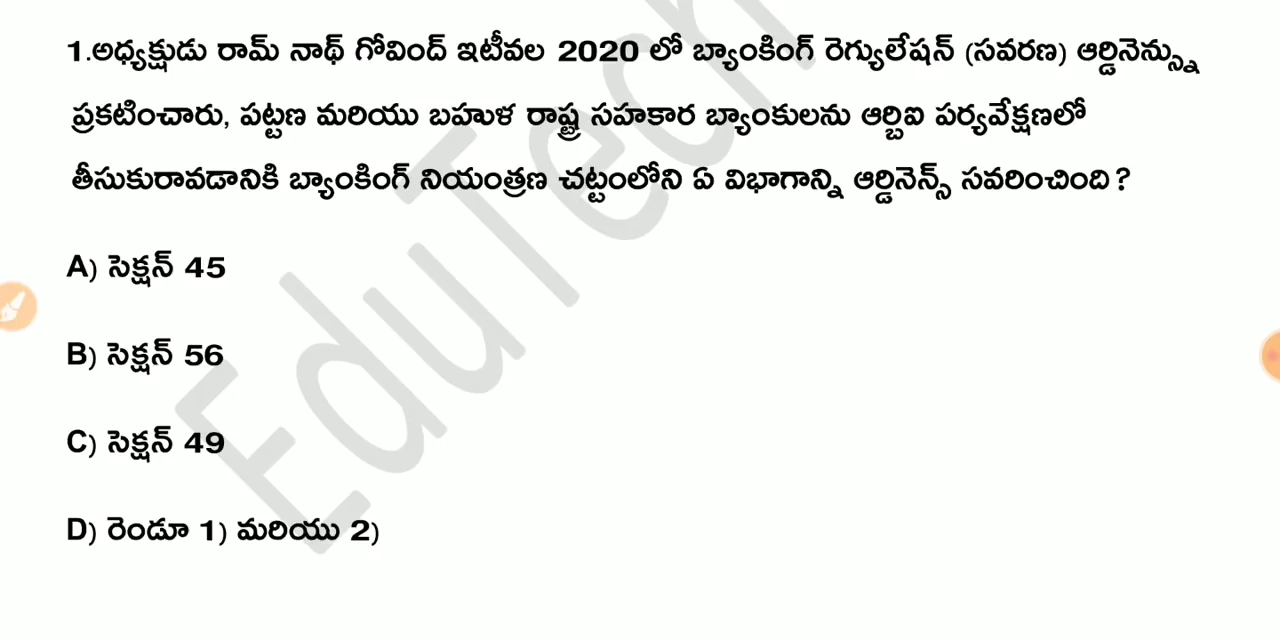 1.అధ్యక్షుడు రామ్ నాథ్ గోవింద్ ఇటీవల 2020 లో బ్యాంకింగ్ రెగ్యులేషన్ (సవరణ) ఆర్డినెన్స్ను
ప్రకటించారు, పట్టణ మరియు బహుళ రాష్ట్ర సహకార బ్యాంకులను ఆర్బిఐ పర్యవేక్షణలో
తీసుకురావడానికి బ్యాంకింగ్ నియంత్రణ చట్టంలోని ఏ విభాగాన్ని ఆర్డినెన్స్ సవరించింది?
A) సెక్షన్ 45
B) సెక్షన్ 56
C) సెక్షన్ 49
D) రెండూ 1) మరియు 2)
EduTech